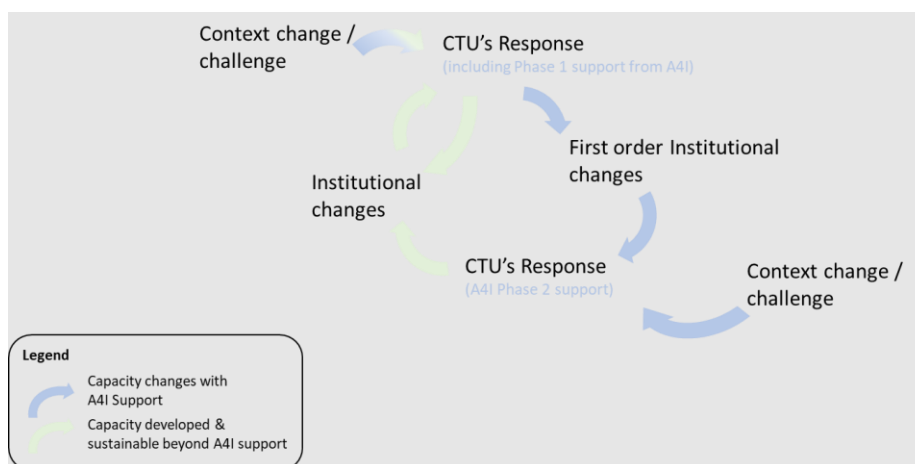 Context change /
challenge
CTU's Response
(including Phase 1 support from A4I)
First order Institutional
changes
Institutional
changes
CTU's Response
(A4I Phase 2 support)
Context change /
challenge
Legend
Capacity changes with
A4I Support
Capacity developed &
sustainable beyond A4I support